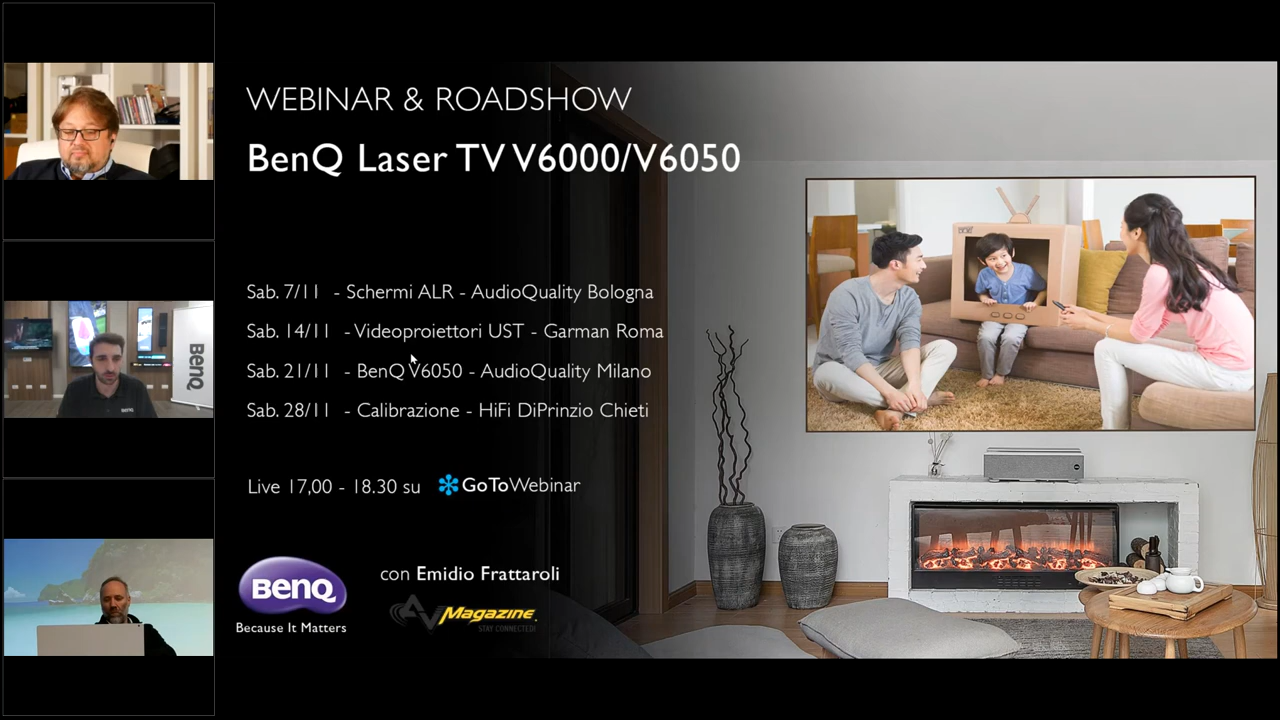 WEBINAR & ROADSHOW
BenQ Laser TV V6000/V6050
Sab. 7/11 - Schermi ALR - AudioQuality Bologna
Sab. 14/11 - Videoproiettori UST - Garman Roma
Sab. 21/11 - BenQ V6050 - AudioQuality Milano
Sab. 28/11 - Calibrazione - HiFi DiPrinzio Chieti
Live 17,00 - 18.30 su GoToWebinar
BenQ
Because It Matters
con Emidio Frattaroli
AV Magazine
STAY CONNECTED!
BenQ